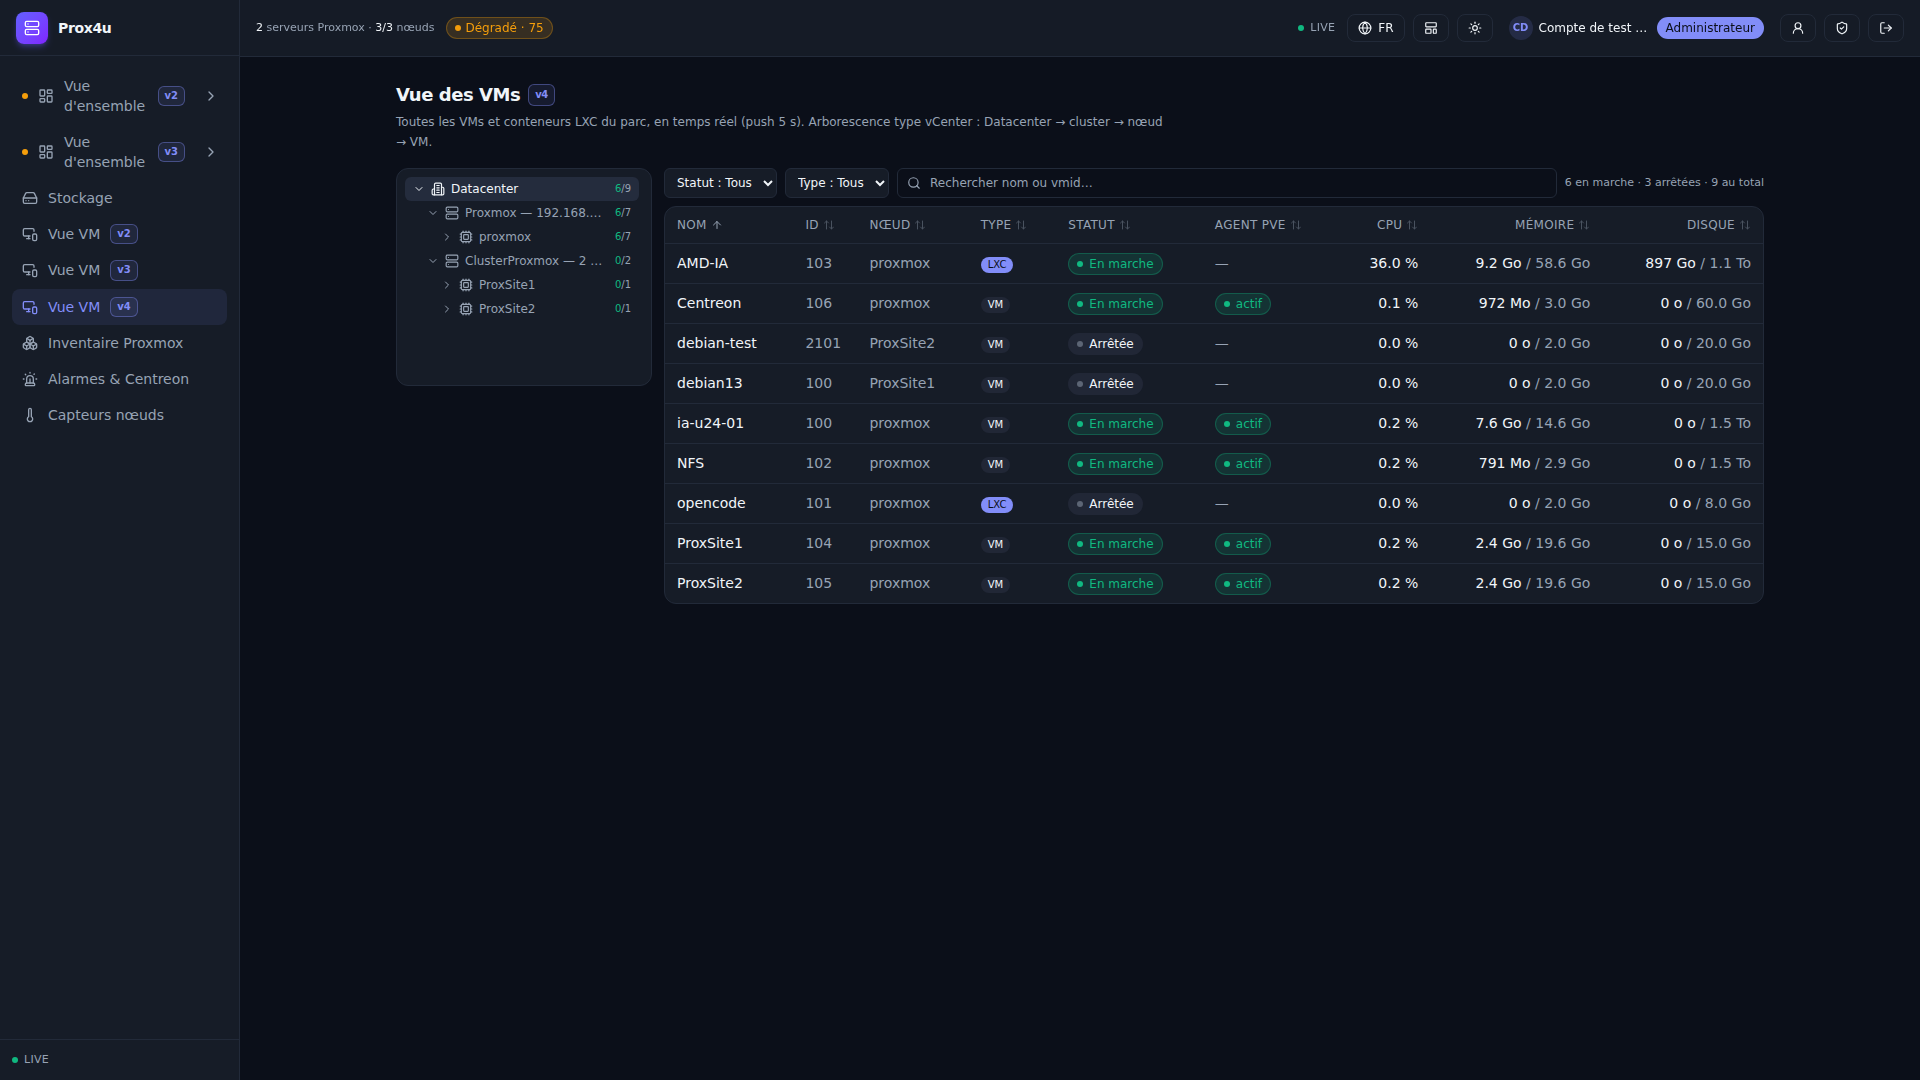 Prox4u
2 serveurs Proxmox · 3/3 nœuds
Dégradé · 75
LIVE
FR
CD
Compte de test ...
Administrateur
Vue d'ensemble
v2
Vue d'ensemble
v3
Stockage
Vue VM v2
Vue VM v3
Vue VM v4
Inventaire Proxmox
Alarmes & Centreon
Capteurs nœuds
LIVE
Vue des VMs v4
Toutes les VMs et conteneurs LXC du parc, en temps réel (push 5 s). Arborescence type vCenter : Datacenter → cluster → nœud
→ VM.
Datacenter 6/9
Proxmox — 192.168.... 6/7
proxmox 6/7
ClusterProxmox — 2 ... 0/2
ProxSite1 0/1
ProxSite2 0/1
Statut : Tous
Type : Tous
Rechercher nom ou vmid...
6 en marche · 3 arrêtées · 9 au total
NOM ID NŒUD TYPE STATUT AGENT PVE CPU MÉMOIRE DISQUE
AMD-IA 103 proxmox LXC En marche — 36.0 % 9.2 Go / 58.6 Go 897 Go / 1.1 To
Centreon 106 proxmox VM En marche actif 0.1 % 972 Mo / 3.0 Go 0 o / 60.0 Go
debian-test 2101 ProxSite2 VM Arrêtée — 0.0 % 0 o / 2.0 Go 0 o / 20.0 Go
debian13 100 ProxSite1 VM Arrêtée — 0.0 % 0 o / 2.0 Go 0 o / 20.0 Go
ia-u24-01 100 proxmox VM En marche actif 0.2 % 7.6 Go / 14.6 Go 0 o / 1.5 To
NFS 102 proxmox VM En marche actif 0.2 % 791 Mo / 2.9 Go 0 o / 1.5 To
opencode 101 proxmox LXC Arrêtée — 0.0 % 0 o / 2.0 Go 0 o / 8.0 Go
ProxSite1 104 proxmox VM En marche actif 0.2 % 2.4 Go / 19.6 Go 0 o / 15.0 Go
ProxSite2 105 proxmox VM En marche actif 0.2 % 2.4 Go / 19.6 Go 0 o / 15.0 Go